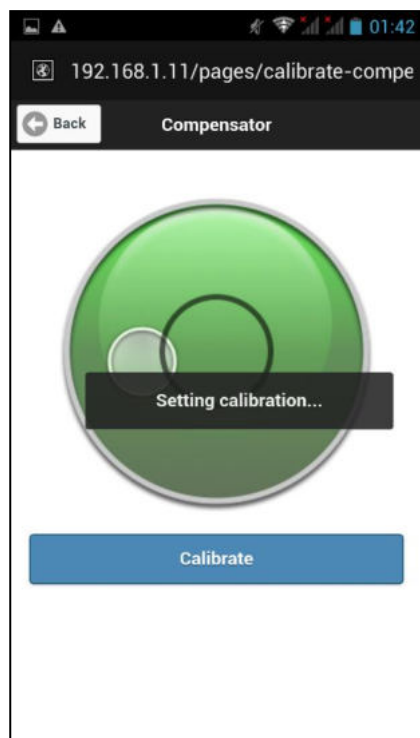 01:42
192.168.1.11/pages/calibrate-compe
Back
Compensator
Setting calibration...
Calibrate